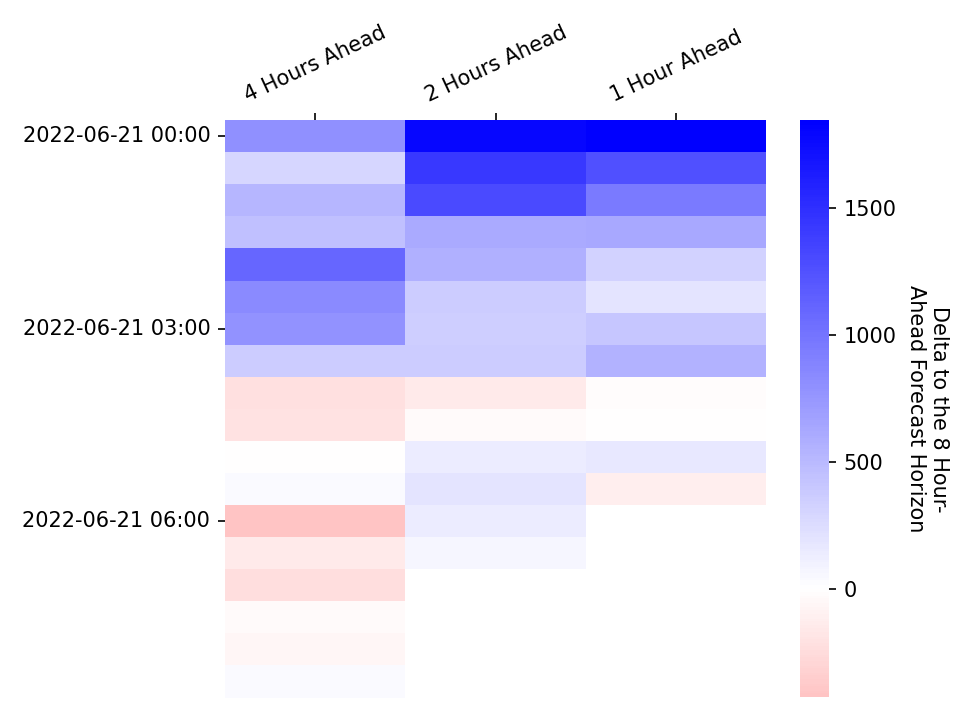 4 Hours Ahead
2 Hours Ahead
1 Hour Ahead
2022-06-21 00:00
2022-06-21 03:00
2022-06-21 06:00
1500
1000
500
0
Delta to the 8 Hour-
Ahead Forecast Horizon